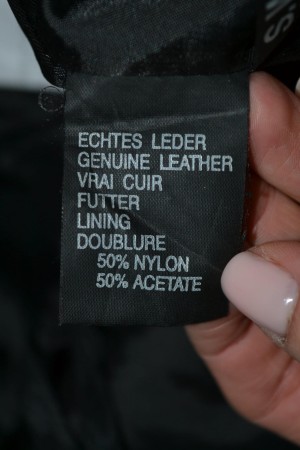 ECHTES LEDER
GENUINE LEATHER
VRAI CUIR
FUTTER
LINING
DOUBLURE
50% NYLON
50% ACETATE